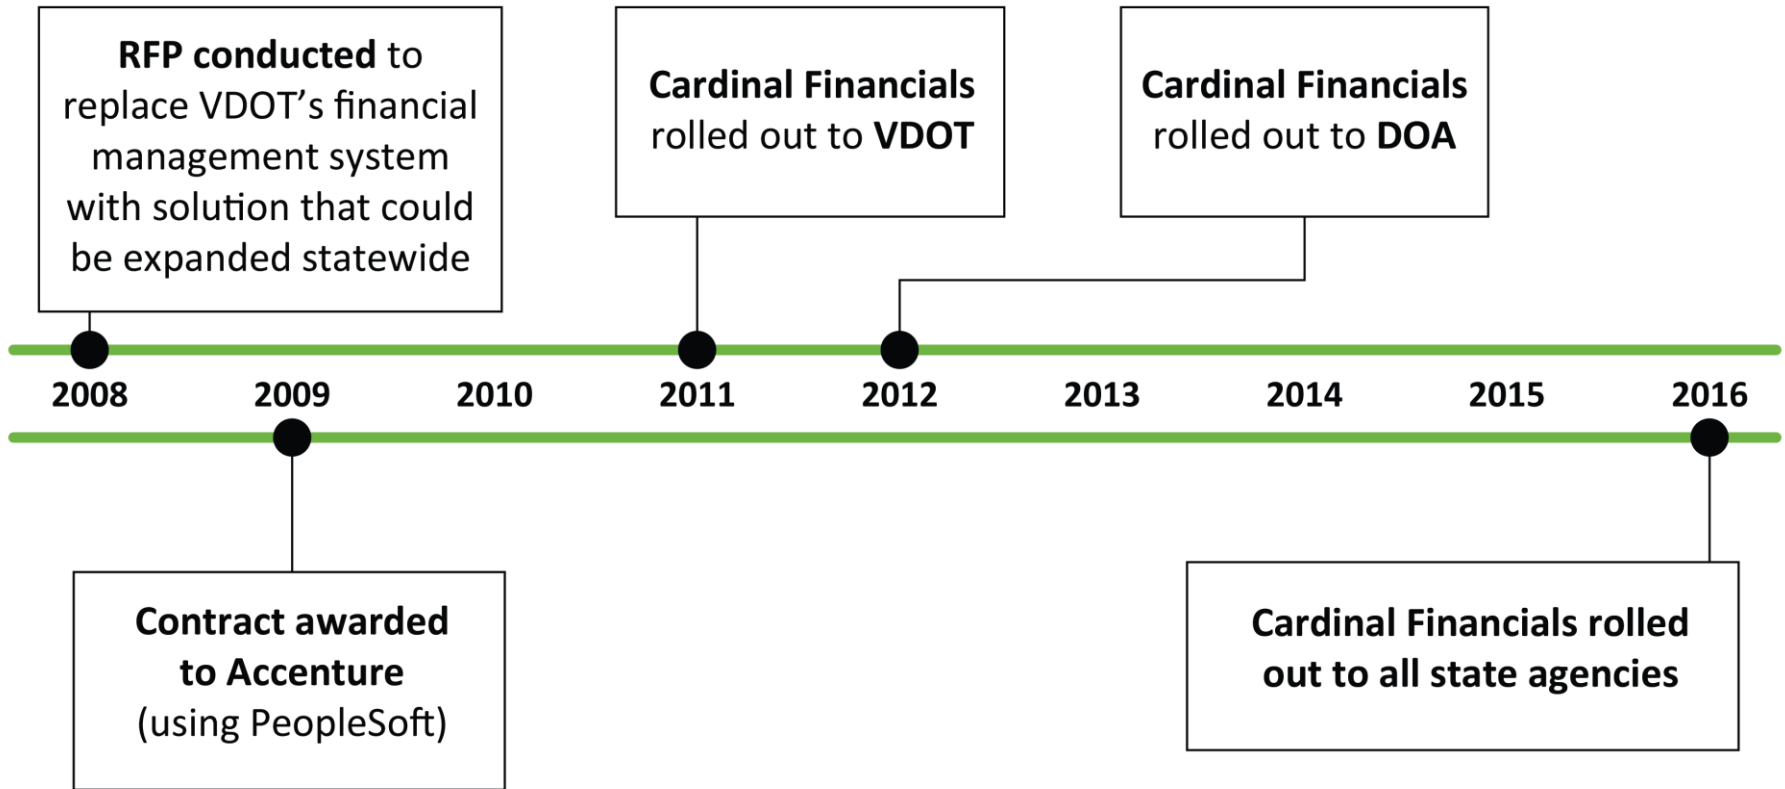 RFP conducted to
replace VDOT’s financial
management system
with solution that could
be expanded statewide
Cardinal Financials
rolled out to VDOT
Cardinal Financials
rolled out to DOA
2008 2009 2010 2011 2012 2013 2014 2015 2016
Contract awarded
to Accenture
(using PeopleSoft)
Cardinal Financials rolled
out to all state agencies